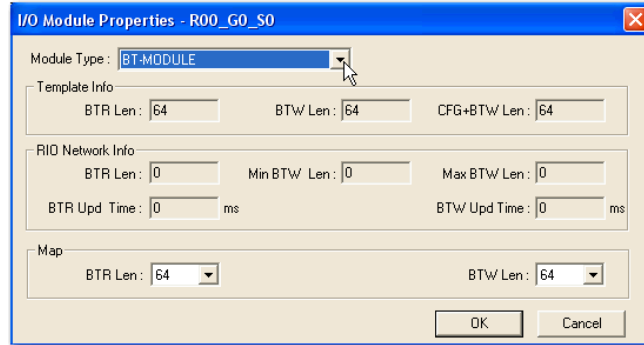 I/O Module Properties - R00_G0_S0
Module Type : BT-MODULE
Template Info
BTR Len : 64 BTW Len : 64 CFG+BTW Len : 64
RIO Network Info
BTR Len : 0 Min BTW Len : 0 Max BTW Len : 0
BTR Upd Time : 0 ms BTW Upd Time : 0 ms
Map
BTR Len : 64 BTW Len : 64
OK Cancel